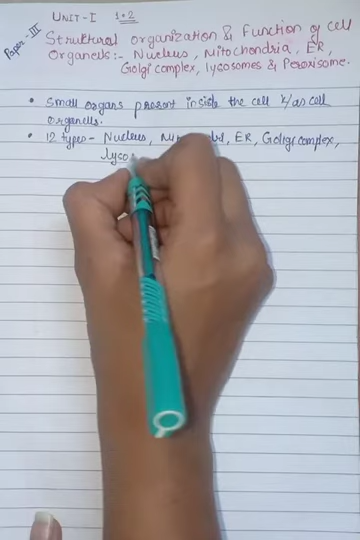 UNIT-I 1+2
Paper-III
Structural organization & Function of cell
Organells:- Nucleus, Mitochondria, ER,
Golgi complex, lysosomes & Peroxisome.
• Small organs present inside the cell k/as cell
organells.
• 12 types- Nucleus, ER, Golgi complex,
lyso